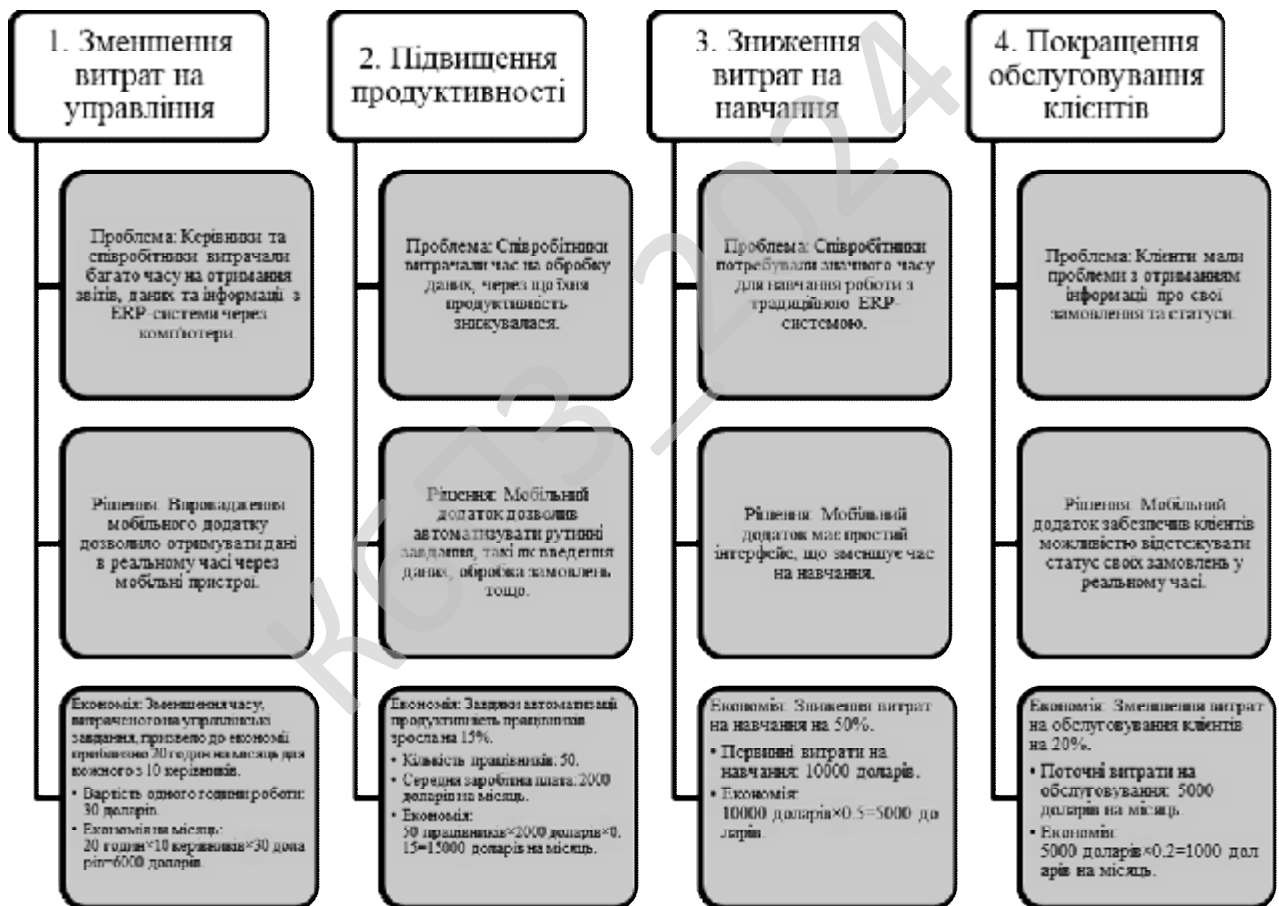 1. Зменшення
витрат на
управління
Проблема: Керівники та
співробітники витрачали
багато часу на отримання
звітів, даних та інформації з
ERP-системи через
комп'ютери.
Рішення: Впровадження
мобільного додатку
дозволило отримувати дані
в реальному часі через
мобільні пристрої.
Економія: Зменшення часу,
витраченого на управлінські
завдання, призвело до економії
приблизно 20 годин на місяць для
кожного з 10 керівників.
• Вартість одного години роботи:
30 доларів.
• Економія на місяць:
20 годин×10 керівників×30 дола
рів=6000 доларів.
2. Підвищення
продуктивності
Проблема: Співробітники
витрачали час на обробку
даних, через що їхня
продуктивність
знижувалася.
Рішення: Мобільний
додаток дозволив
автоматизувати рутинні
завдання, такі як введення
даних, обробка замовлень
тощо.
Економія: Завдяки автоматизації
продуктивність працівників
зросла на 15%.
• Кількість працівників: 50.
• Середня заробітна плата: 2000
доларів на місяць.
• Економія:
50 працівників×2000 доларів×0.
15=15000 доларів на місяць.
3. Зниження
витрат на
навчання
Проблема: Співробітники
потребували значного часу
для навчання роботи з
традиційною ERP-
системою.
Рішення: Мобільний
додаток має простий
інтерфейс, що зменшує час
на навчання.
Економія: Зниження витрат
на навчання на 50%.
• Первинні витрати на
навчання: 10000 доларів.
• Економія:
10000 доларів×0.5=5000 до
ларів.
4. Покращення
обслуговування
клієнтів
Проблема: Клієнти мали
проблеми з отриманням
інформації про свої
замовлення та статуси.
Рішення: Мобільний
додаток забезпечив клієнтів
можливістю відстежувати
статус своїх замовлень у
реальному часі.
Економія: Зменшення витрат
на обслуговування клієнтів
на 20%.
• Поточні витрати на
обслуговування: 5000
доларів на місяць.
• Економія:
5000 доларів×0.2=1000 дол
арів на місяць.
КБПЗ_2024